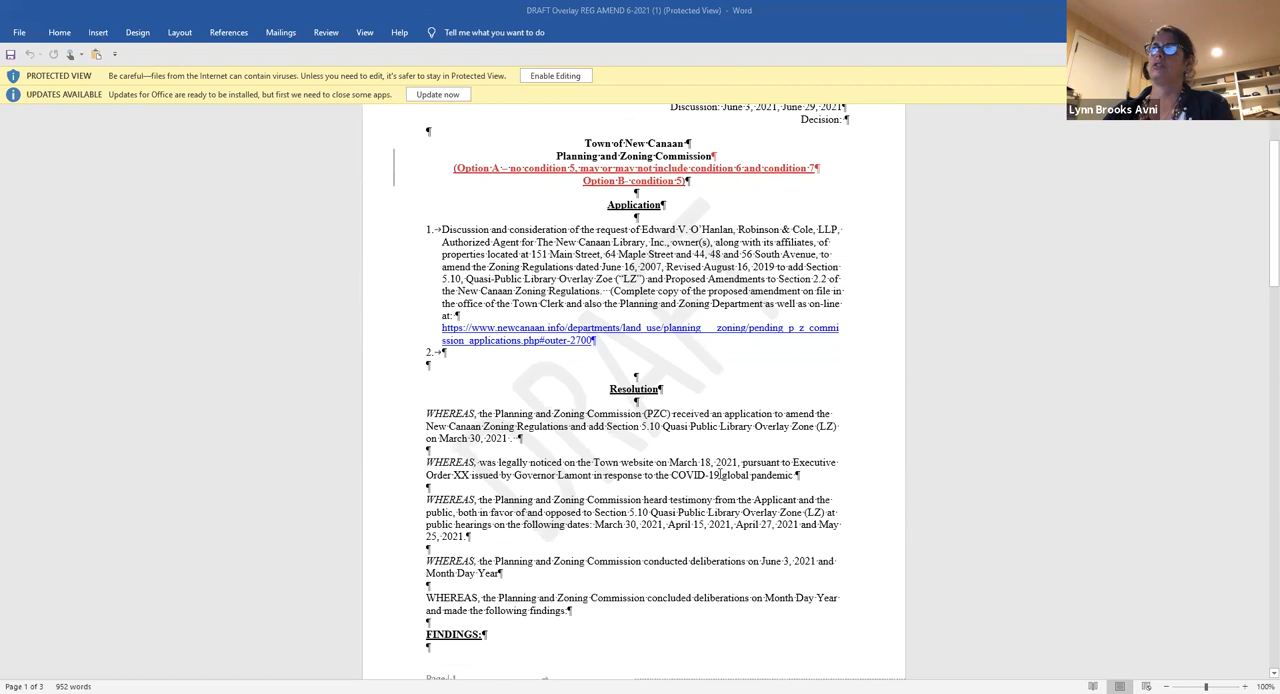 DRAFT Overlay REG AMEND 6-2021 (1) (Protected View) - Word
File Home Insert Design Layout References Mailings Review View Help Tell me what you want to do
PROTECTED VIEW Be careful—files from the Internet can contain viruses. Unless you need to edit, it's safer to stay in Protected View. Enable Editing
UPDATES AVAILABLE Updates for Office are ready to be installed, but first we need to close some apps. Update now
Lynn Brooks Avni
Discussion: June 3, 2021, June 29, 2021¶
Decision: ¶
¶
Town of New Canaan¶
Planning and Zoning Commission¶
(Option A – no condition 5, may or may not include condition 6 and condition 7¶
Option B- condition 5)¶
¶
Application¶
¶
1.→Discussion and consideration of the request of Edward V. O'Hanlan, Robinson & Cole, LLP,
Authorized Agent for The New Canaan Library, Inc., owner(s), along with its affiliates, of
properties located at 151 Main Street, 64 Maple Street and 44, 48 and 56 South Avenue, to
amend the Zoning Regulations dated June 16, 2007, Revised August 16, 2019 to add Section
5.10, Quasi-Public Library Overlay Zoe ("LZ") and Proposed Amendments to Section 2.2 of
the New Canaan Zoning Regulations. (Complete copy of the proposed amendment on file in
the office of the Town Clerk and also the Planning and Zoning Department as well as on-line
at: ¶
https://www.newcanaan.info/departments/land_use/planning___zoning/pending_p_z_commi
ssion_applications.php#outer-2700¶
2.→¶
¶
¶
Resolution¶
¶
WHEREAS, the Planning and Zoning Commission (PZC) received an application to amend the
New Canaan Zoning Regulations and add Section 5.10 Quasi Public Library Overlay Zone (LZ)
on March 30, 2021 . ¶
¶
WHEREAS, was legally noticed on the Town website on March 18, 2021, pursuant to Executive
Order XX issued by Governor Lamont in response to the COVID-19 global pandemic ¶
¶
WHEREAS, the Planning and Zoning Commission heard testimony from the Applicant and the
public, both in favor of and opposed to Section 5.10 Quasi Public Library Overlay Zone (LZ) at
public hearings on the following dates: March 30, 2021, April 15, 2021, April 27, 2021 and May
25, 2021.¶
¶
WHEREAS, the Planning and Zoning Commission conducted deliberations on June 3, 2021 and
Month Day Year¶
¶
WHEREAS, the Planning and Zoning Commission concluded deliberations on Month Day Year
and made the following findings:¶
¶
FINDINGS:¶
¶
Page | 1
DRAFT
Page 1 of 3 952 words 100%